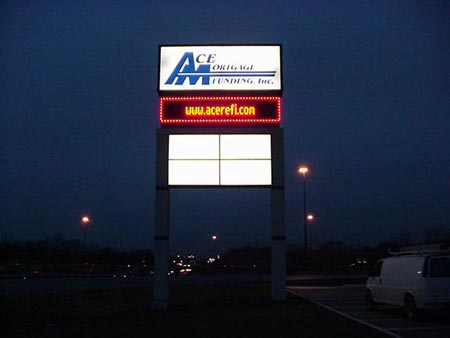 ACE
MORTGAGE
FUNDING, INC.
www.acerefi.com